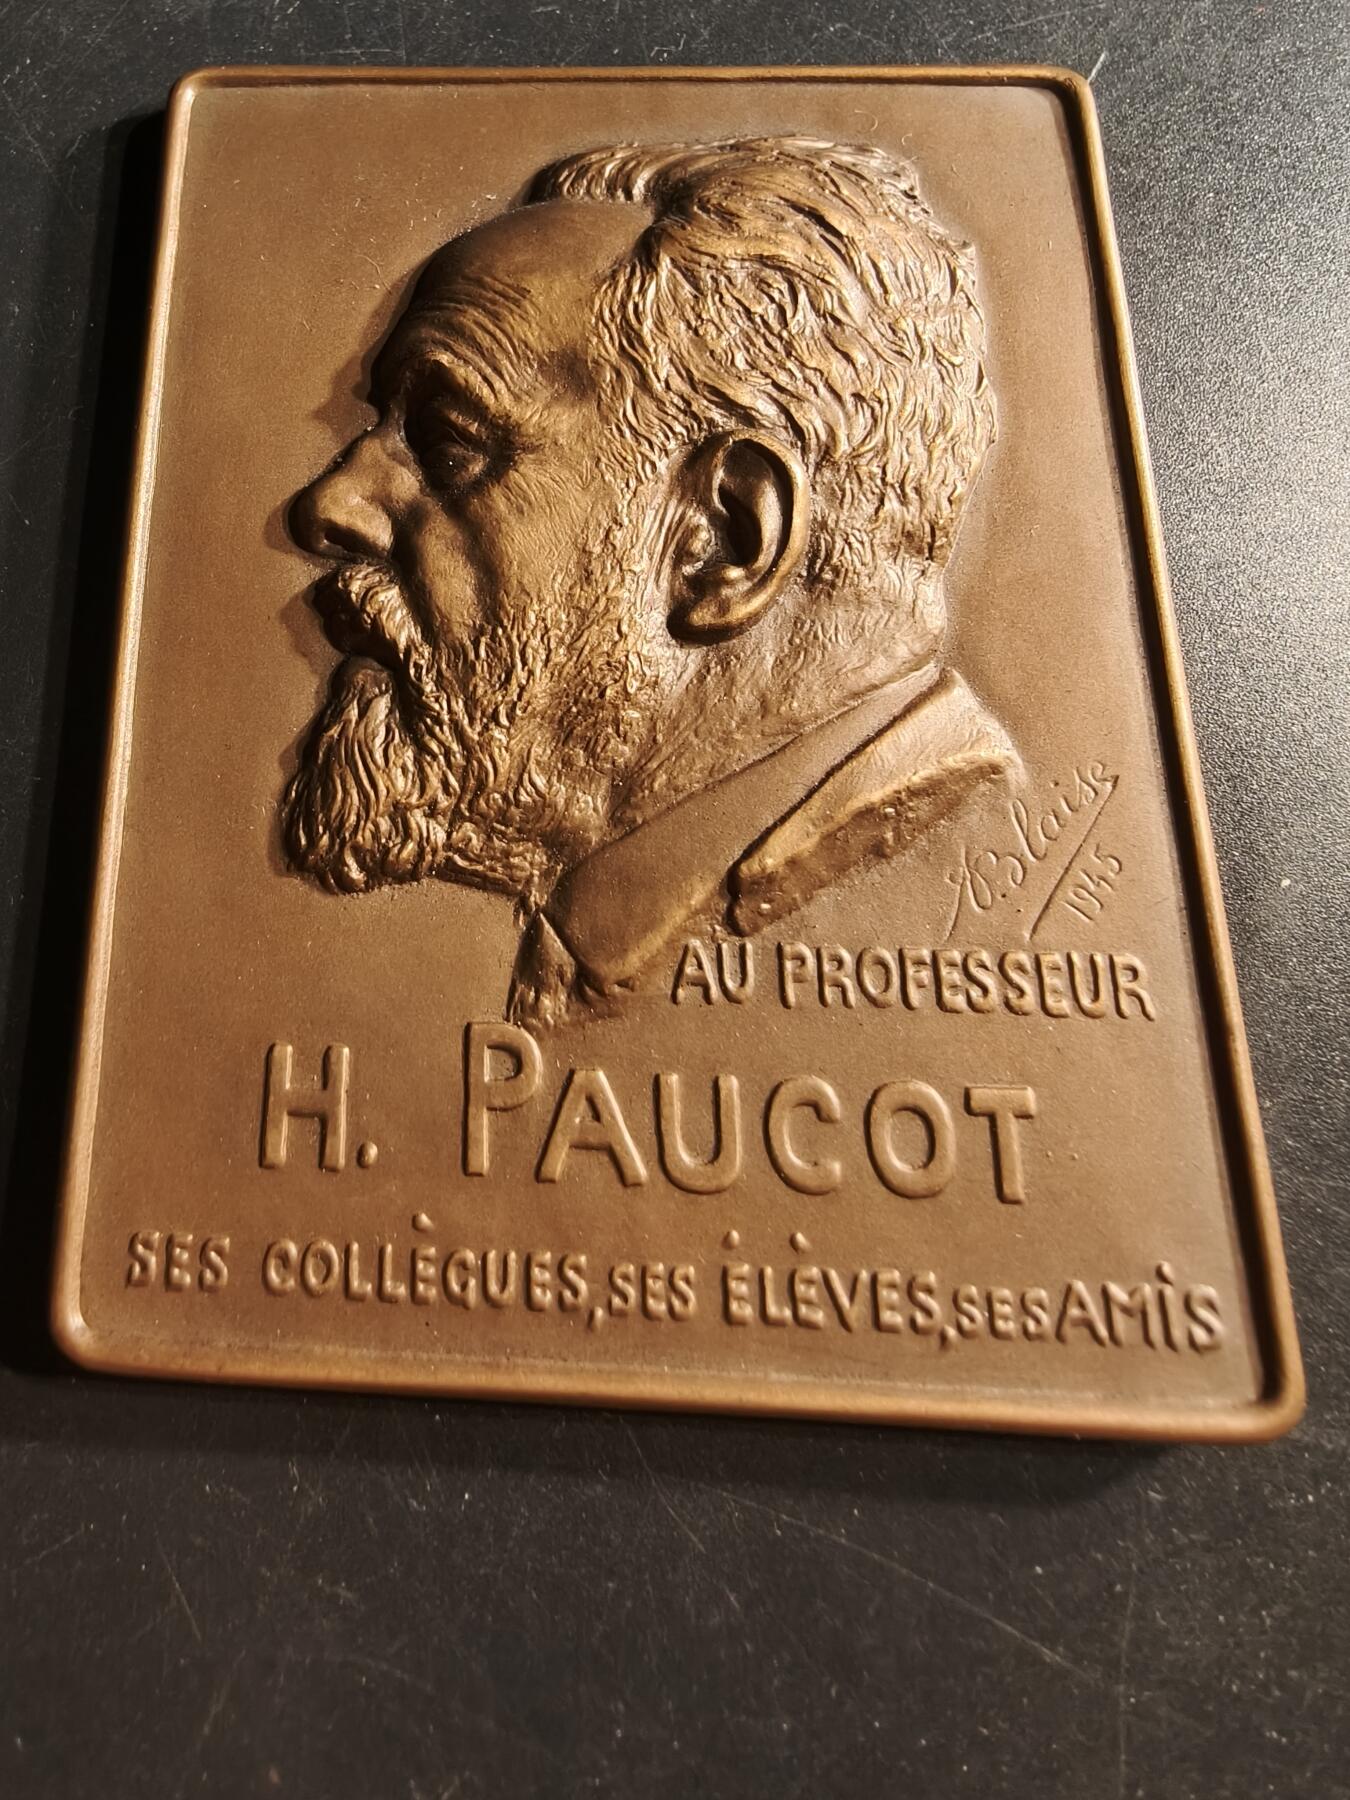 A. Blaise
1945
AU PROFESSEUR
H. PAUCOT
SES COLLÈGUES, SES ÉLÈVES, SES AMIS